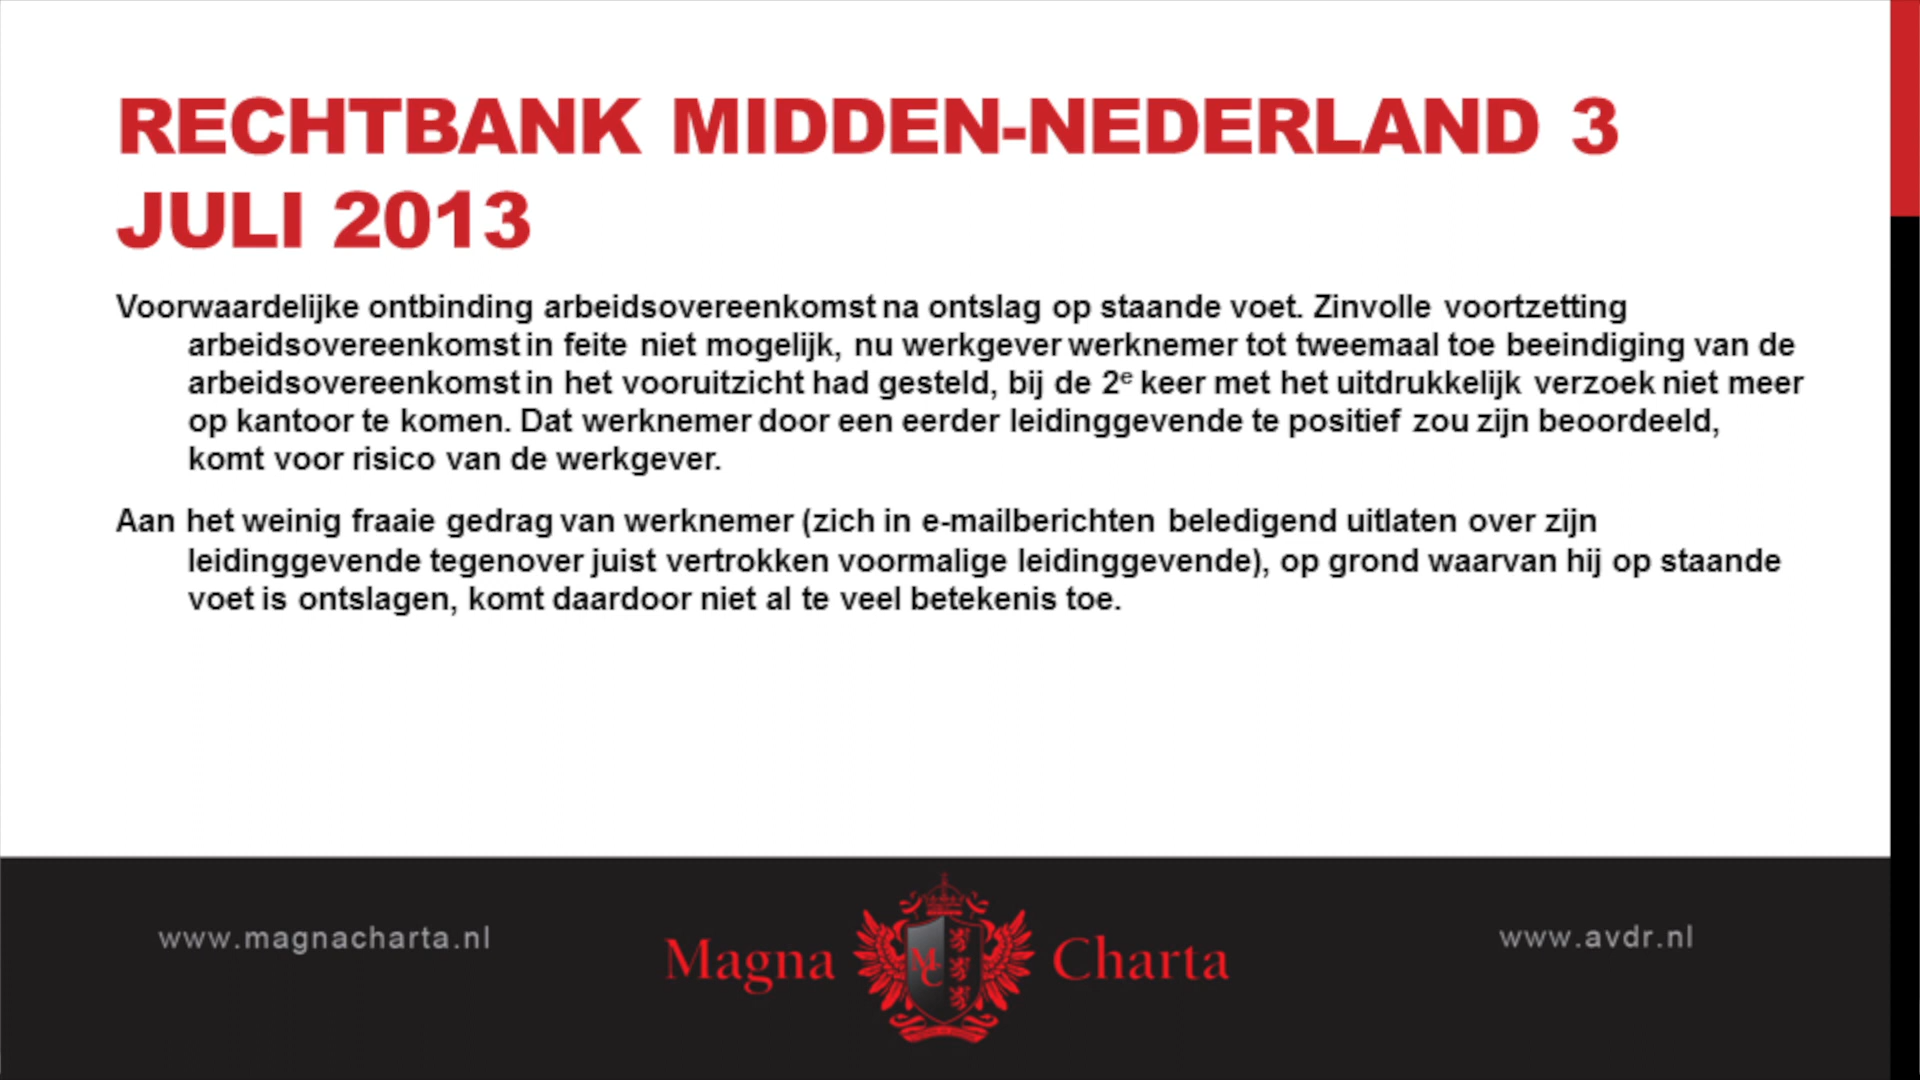 RECHTBANK MIDDEN-NEDERLAND 3
JULI 2013
Voorwaardelijke ontbinding arbeidsovereenkomst na ontslag op staande voet. Zinvolle voortzetting
arbeidsovereenkomst in feite niet mogelijk, nu werkgever werknemer tot tweemaal toe beeindiging van de
arbeidsovereenkomst in het vooruitzicht had gesteld, bij de 2e keer met het uitdrukkelijk verzoek niet meer
op kantoor te komen. Dat werknemer door een eerder leidinggevende te positief zou zijn beoordeeld,
komt voor risico van de werkgever.
Aan het weinig fraaie gedrag van werknemer (zich in e-mailberichten beledigend uitlaten over zijn
leidinggevende tegenover juist vertrokken voormalige leidinggevende), op grond waarvan hij op staande
voet is ontslagen, komt daardoor niet al te veel betekenis toe.
www.magnacharta.nl
Magna MC Charta
www.avdr.nl